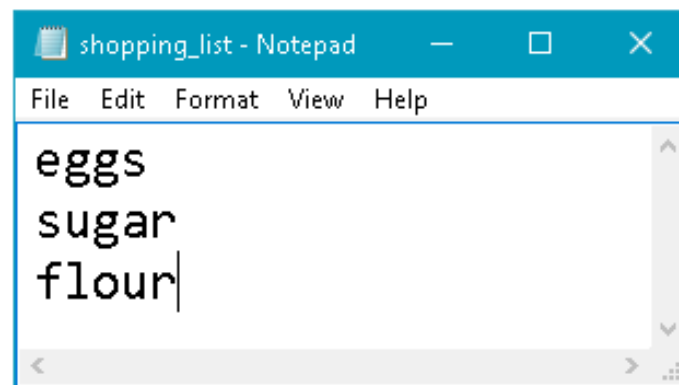 shopping_list - Notepad
File Edit Format View Help
eggs
sugar
flour